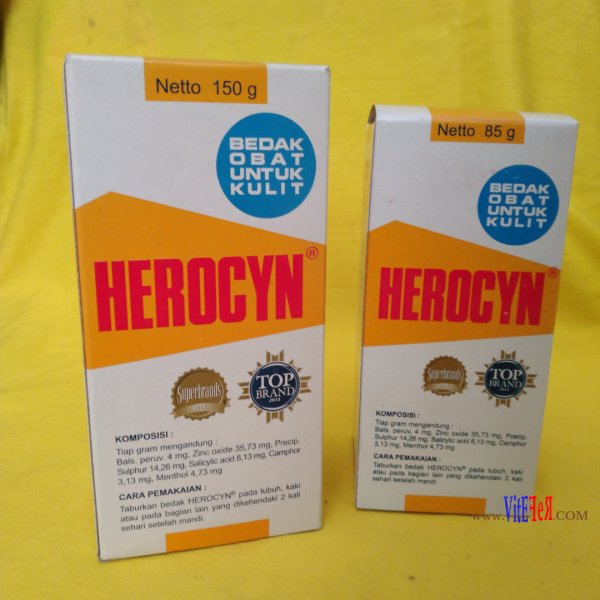 Netto 150 g
BEDAK
OBAT
UNTUK
KULIT
HEROCYN®
Superbrands
TOP
BRAND
2013
KOMPOSISI :
Tiap gram mengandung :
Bals. peruv. 4 mg, Zinc oxide 35,73 mg, Precip.
Sulphur 14,26 mg, Salicylic acid 8,13 mg, Camphor
3,13 mg, Menthol 4,73 mg
CARA PEMAKAIAN :
Taburkan bedak HEROCYN® pada tubuh, kaki
atau pada bagian lain yang dikehendaki 2 kali
sehari setelah mandi.
Netto 85 g
BEDAK
OBAT
UNTUK
KULIT
HEROCYN®
Superbrands
TOP
BRAND
2013
KOMPOSISI :
Tiap gram mengandung :
Bals. peruv. 4 mg, Zinc oxide 35,73 mg, Precip.
Sulphur 14,26 mg, Salicylic acid 8,13 mg, Camphor
3,13 mg, Menthol 4,73 mg
CARA PEMAKAIAN :
Taburkan bedak HEROCYN® pada tubuh, kaki
atau pada bagian lain yang dikehendaki 2 kali
sehari setelah mandi.